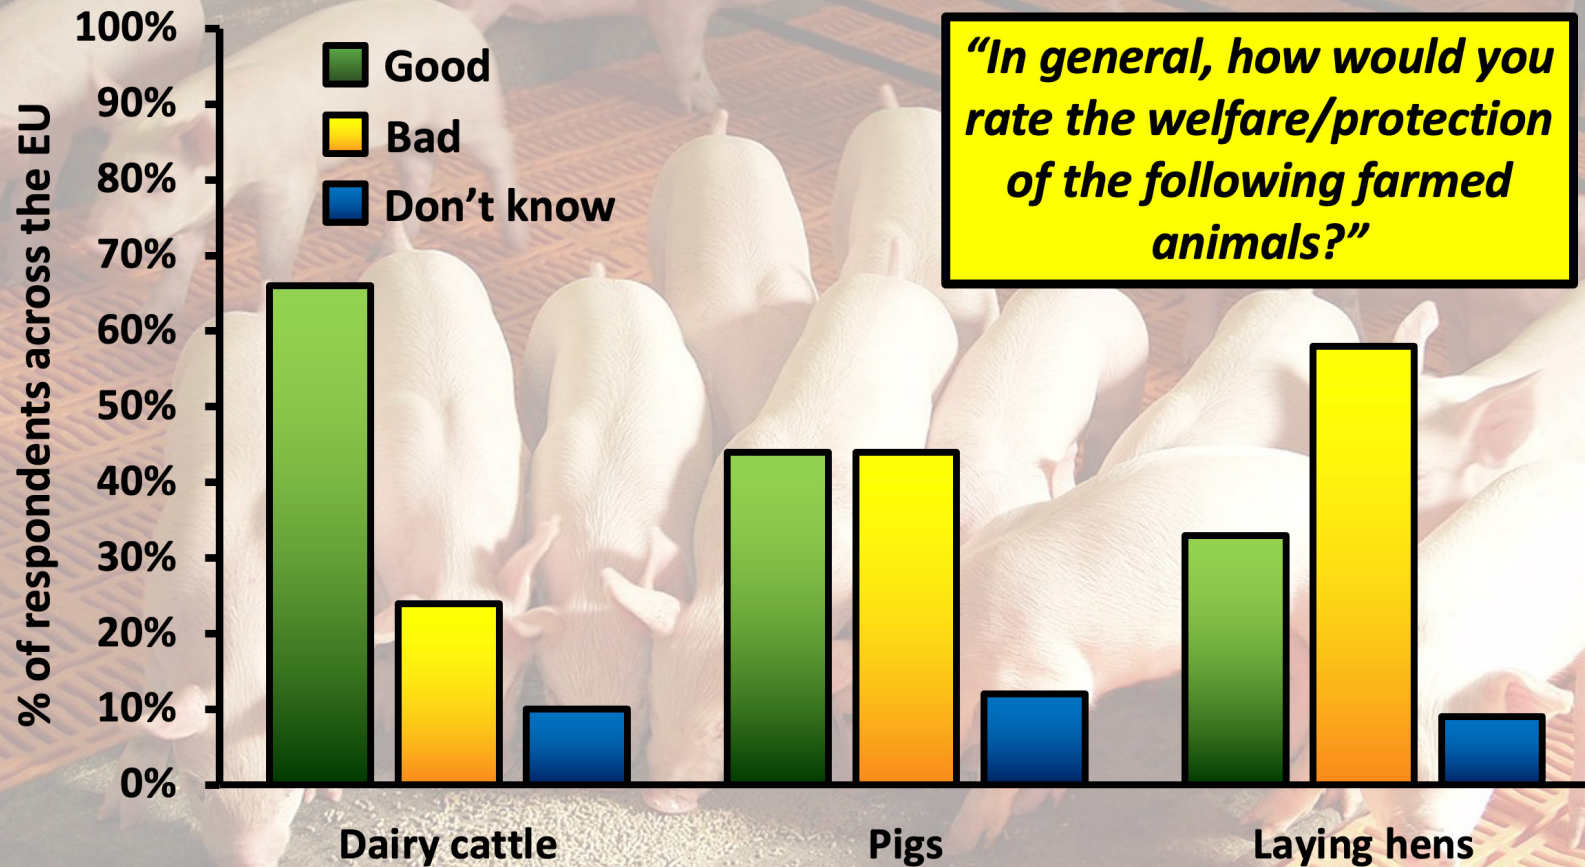 100%
90%
80%
70%
60%
50%
40%
30%
20%
10%
0%
% of respondents across the EU
Good
Bad
Don’t know
“In general, how would you
rate the welfare/protection
of the following farmed
animals?”
Dairy cattle
Pigs
Laying hens